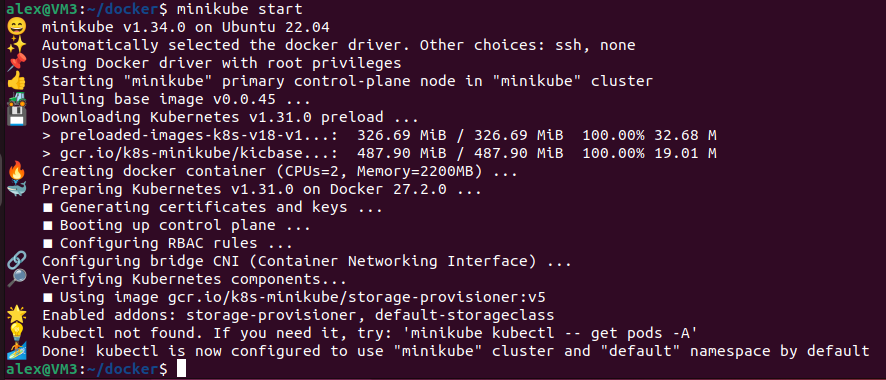 alex@VM3:~/docker$ minikube start
😄 minikube v1.34.0 on Ubuntu 22.04
✨ Automatically selected the docker driver. Other choices: ssh, none
📌 Using Docker driver with root privileges
👍 Starting "minikube" primary control-plane node in "minikube" cluster
🚜 Pulling base image v0.0.45 ...
💾 Downloading Kubernetes v1.31.0 preload ...
> preloaded-images-k8s-v18-v1...: 326.69 MiB / 326.69 MiB 100.00% 32.68 M
> gcr.io/k8s-minikube/kicbase...: 487.90 MiB / 487.90 MiB 100.00% 19.01 M
🔥 Creating docker container (CPUs=2, Memory=2200MB) ...
🐳 Preparing Kubernetes v1.31.0 on Docker 27.2.0 ...
■ Generating certificates and keys ...
■ Booting up control plane ...
■ Configuring RBAC rules ...
🔗 Configuring bridge CNI (Container Networking Interface) ...
🔎 Verifying Kubernetes components...
■ Using image gcr.io/k8s-minikube/storage-provisioner:v5
🌟 Enabled addons: storage-provisioner, default-storageclass
💡 kubectl not found. If you need it, try: 'minikube kubectl -- get pods -A'
🏄 Done! kubectl is now configured to use "minikube" cluster and "default" namespace by default
alex@VM3:~/docker$